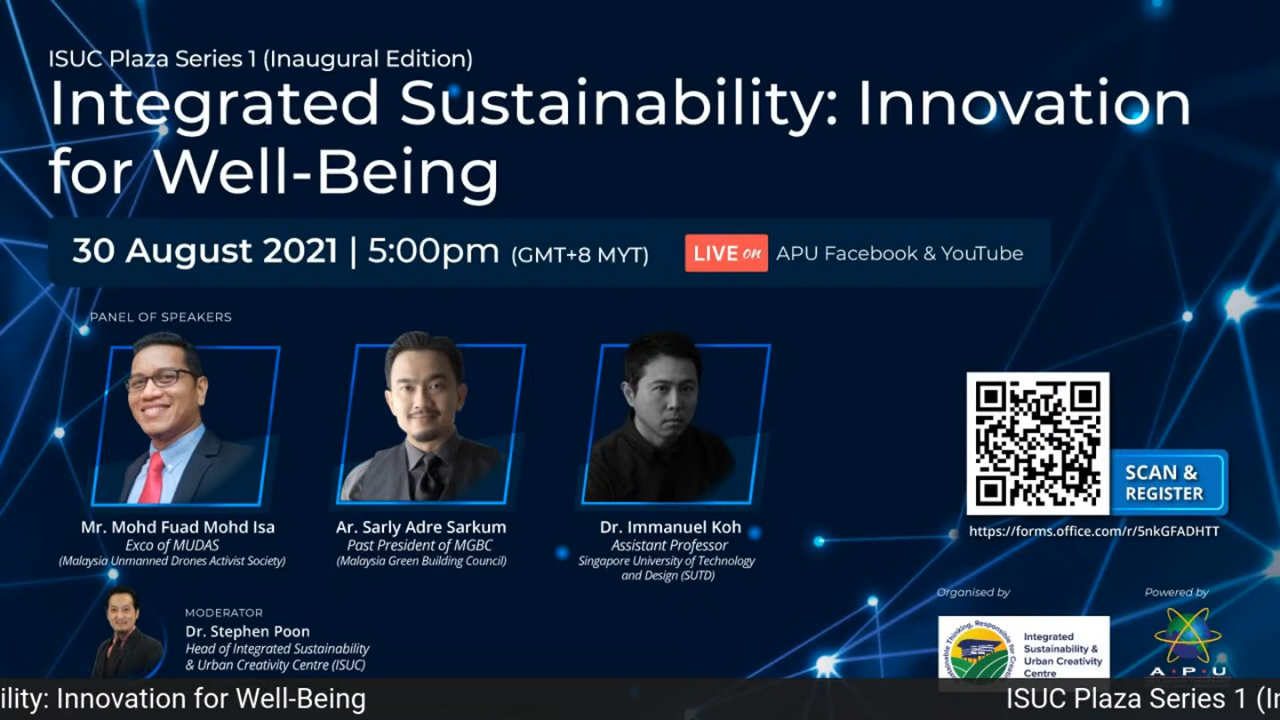 ISUC Plaza Series 1 (Inaugural Edition)
Integrated Sustainability: Innovation
for Well-Being
30 August 2021 | 5:00pm (GMT+8 MYT)
LIVE on APU Facebook & YouTube
PANEL OF SPEAKERS
Mr. Mohd Fuad Mohd Isa
Exco of MUDAS
(Malaysia Unmanned Drones Activist Society)
Ar. Sarly Adre Sarkum
Past President of MGBC
(Malaysia Green Building Council)
Dr. Immanuel Koh
Assistant Professor
Singapore University of Technology
and Design (SUTD)
SCAN &
REGISTER
https://forms.office.com/r/5nkGFADHTT
MODERATOR
Dr. Stephen Poon
Head of Integrated Sustainability
& Urban Creativity Centre (ISUC)
Organised by
Thinking, Responsible
Integrated
Sustainability &
Urban Creativity
Centre
Powered by
A·P·U
ility: Innovation for Well-Being
ISUC Plaza Series 1 (I